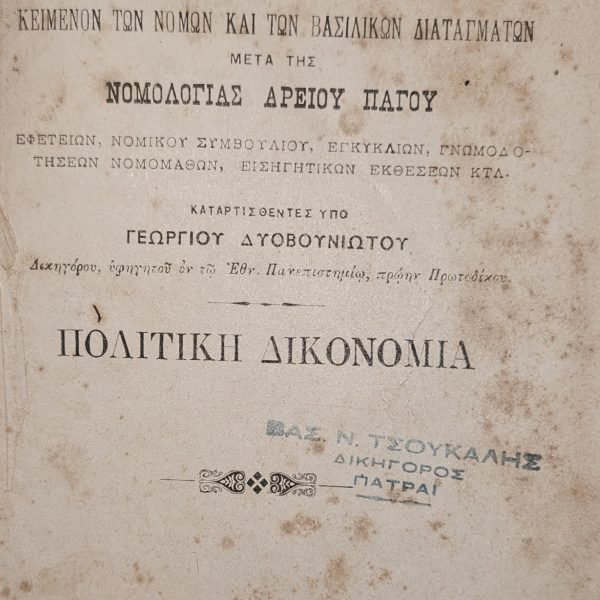 ΚΕΙΜΕΝΟΝ ΤΩΝ ΝΟΜΩΝ ΚΑΙ ΤΩΝ ΒΑΣΙΛΙΚΩΝ ΔΙΑΤΑΓΜΑΤΩΝ
ΜΕΤΑ ΤΗΣ
ΝΟΜΟΛΟΓΙΑΣ ΑΡΕΙΟΥ ΠΑΓΟΥ
ΕΦΕΤΕΙΩΝ, ΝΟΜΙΚΟΥ ΣΥΜΒΟΥΛΙΟΥ, ΕΓΚΥΚΛΙΩΝ, ΓΝΩΜΟΔΟ-
ΤΗΣΕΩΝ ΝΟΜΟΜΑΘΩΝ, ΕΙΣΗΓΗΤΙΚΩΝ ΕΚΘΕΣΕΩΝ ΚΤΛ.
ΚΑΤΑΡΤΙΣΘΕΝΤΕΣ ΥΠΟ
ΓΕΩΡΓΙΟΥ ΔΥΟΒΟΥΝΙΩΤΟΥ
Δικηγόρου, ὑφηγητοῦ ἐν τῷ Ἐθν. Πανεπιστημίῳ, πρῴην Πρωτοδίκου.
ΠΟΛΙΤΙΚΗ ΔΙΚΟΝΟΜΙΑ
ΒΑΣ. Ν. ΤΣΟΥΚΑΛΗΣ
ΔΙΚΗΓΟΡΟΣ
ΠΑΤΡΑΙ